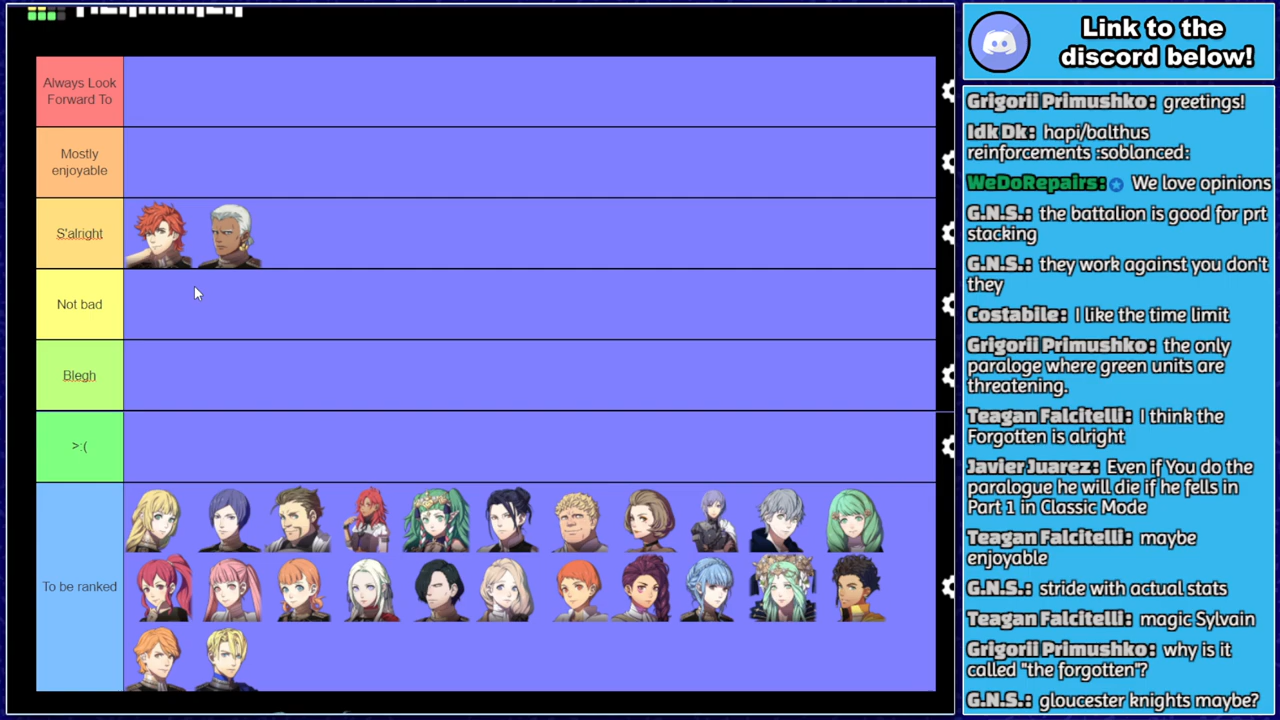 Always Look
Forward To
Mostly
enjoyable
S'alright
Not bad
Blegh
>:(
To be ranked
Link to the
discord below!
Grigorii Primushko: greetings!
Idk Dk: hapi/balthus
reinforcements :soblanced:
WeDoRepairs: We love opinions
G.N.S.: the battalion is good for prt
stacking
G.N.S.: they work against you don't
they
Costabile: I like the time limit
Grigorii Primushko: the only
paraloge where green units are
threatening.
Teagan Falcitelli: I think the
Forgotten is alright
Javier Juarez: Even if You do the
paralogue he will die if he fells in
Part 1 in Classic Mode
Teagan Falcitelli: maybe
enjoyable
G.N.S.: stride with actual stats
Teagan Falcitelli: magic Sylvain
Grigorii Primushko: why is it
called "the forgotten"?
G.N.S.: gloucester knights maybe?